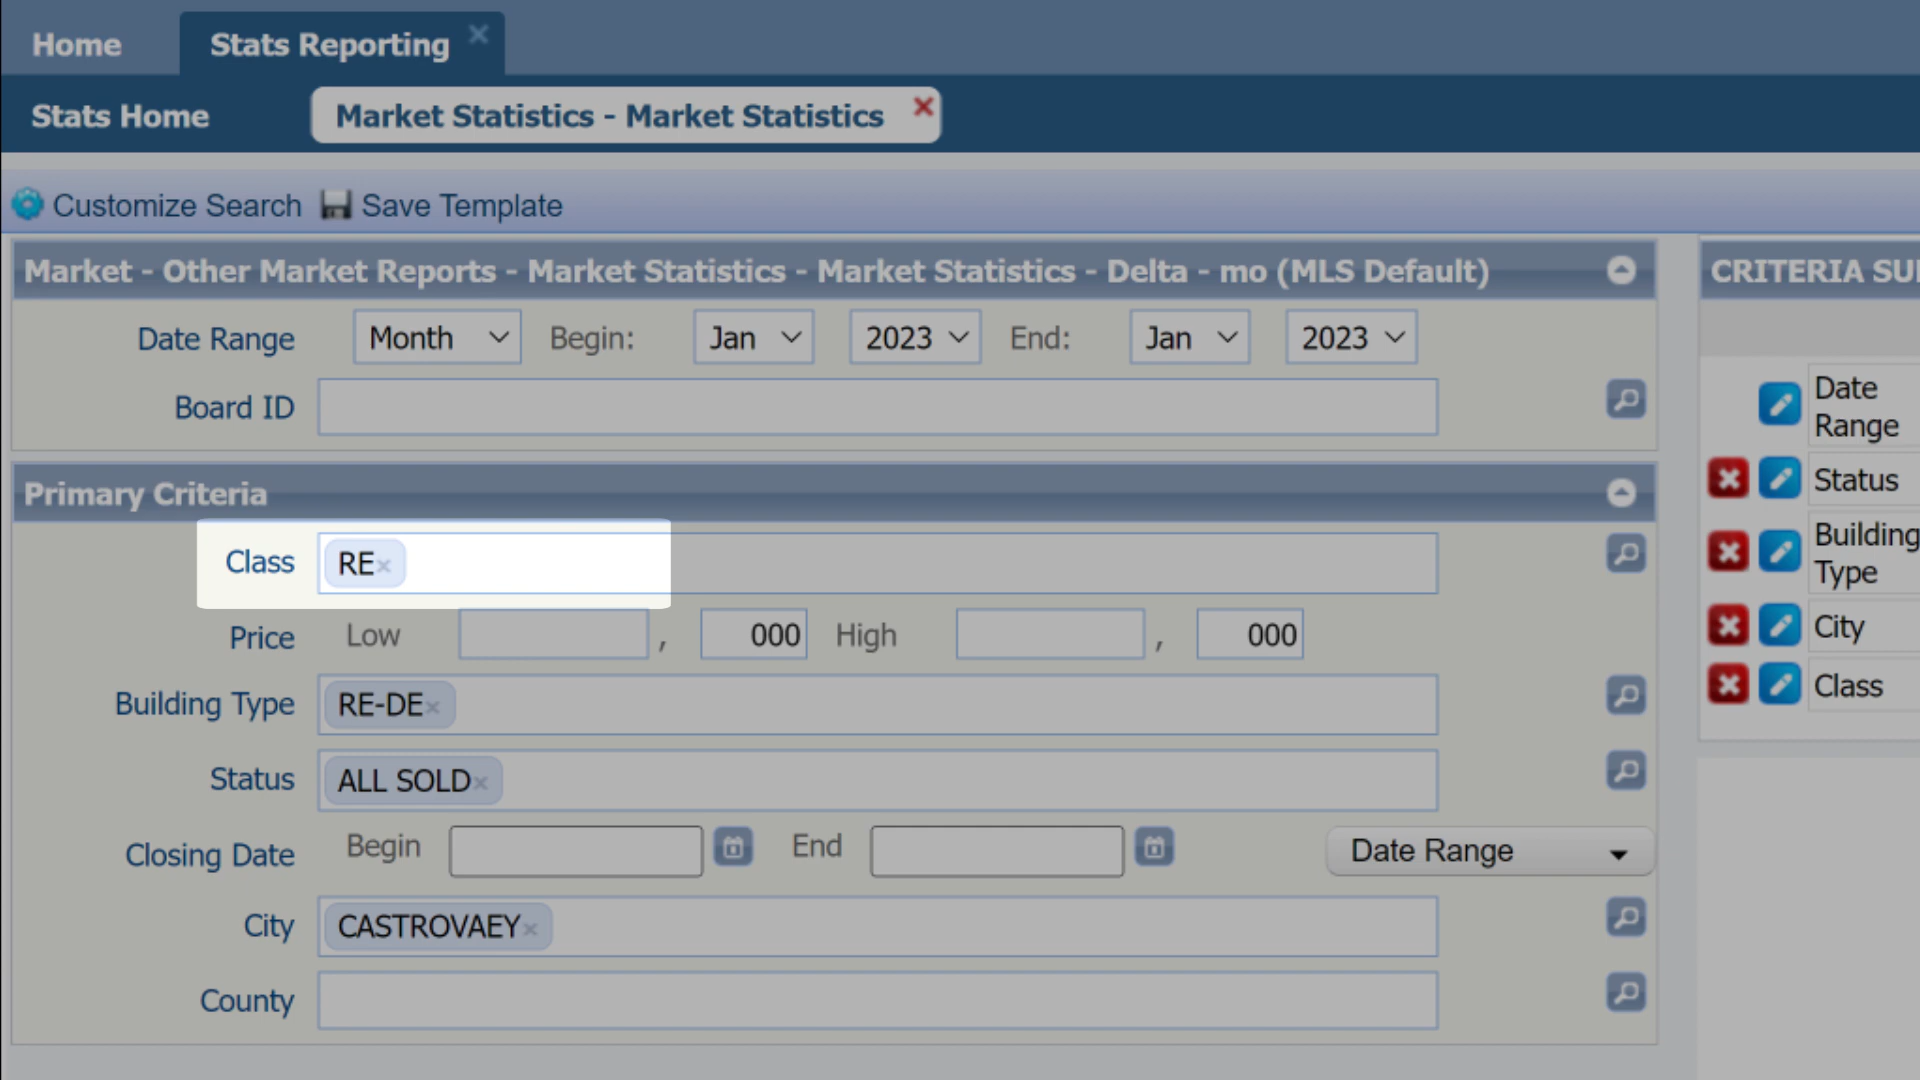 Home
Stats Reporting
Stats Home
Market Statistics - Market Statistics
Customize Search
Save Template
Market - Other Market Reports - Market Statistics - Market Statistics - Delta - mo (MLS Default)
Date Range Month Begin: Jan 2023 End: Jan 2023
Board ID
Primary Criteria
Class RE
Price Low , 000 High , 000
Building Type RE-DE
Status ALL SOLD
Closing Date Begin End Date Range
City CASTROVAEY
County
CRITERIA SU
Date
Range
Status
Building
Type
City
Class